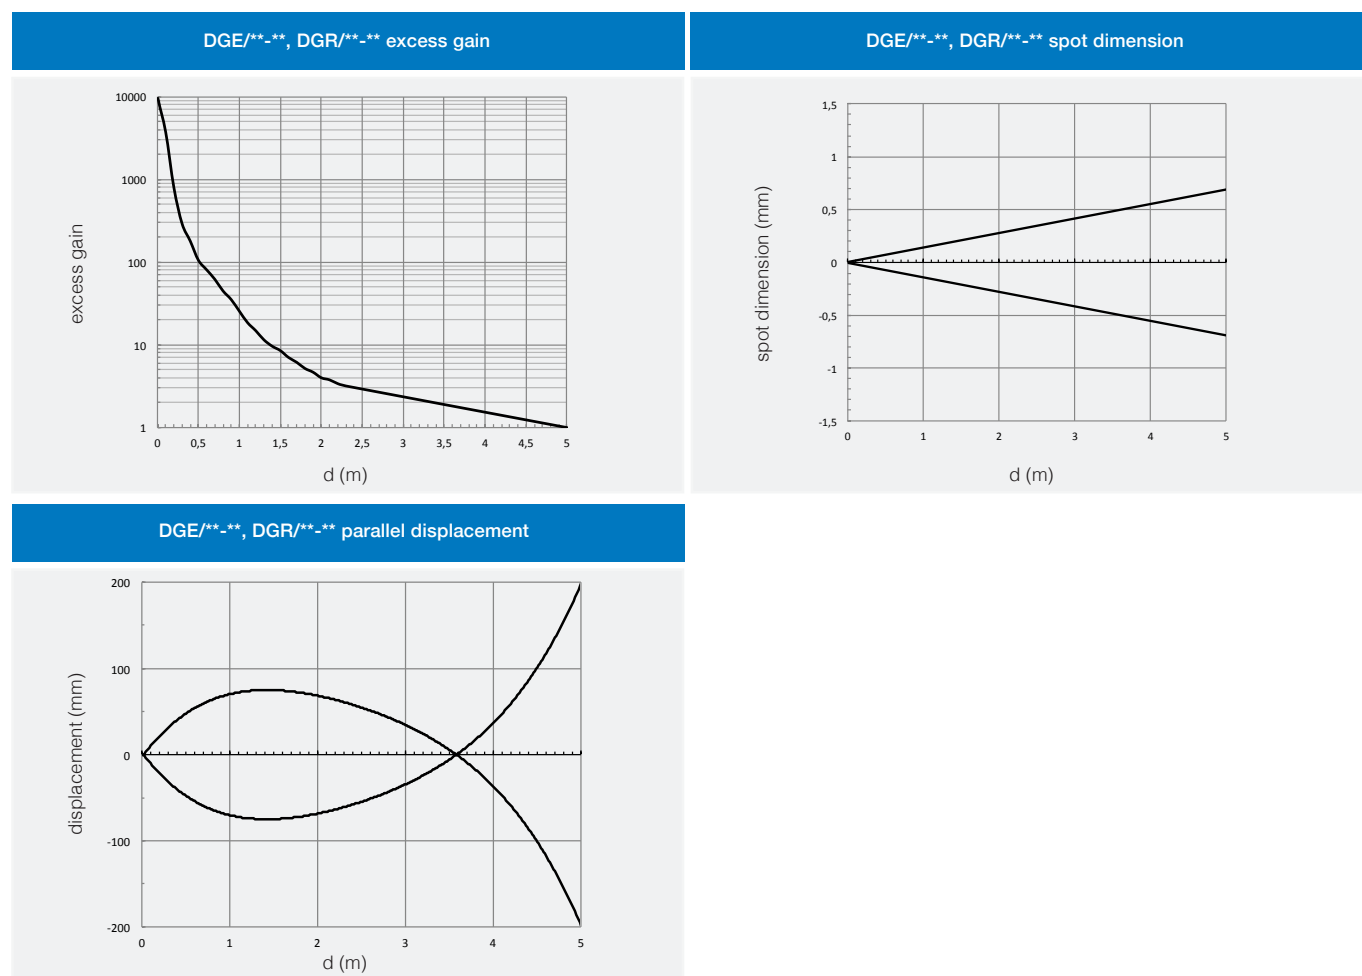 DGE/**-**, DGR/**-** excess gain
10000
1000
100
10
1
excess gain
0 0,5 1 1,5 2 2,5 3 3,5 4 4,5 5
d (m)
DGE/**-**, DGR/**-** spot dimension
1,5
1
0,5
0
-0,5
-1
-1,5
spot dimension (mm)
0 1 2 3 4 5
d (m)
DGE/**-**, DGR/**-** parallel displacement
200
100
0
-100
-200
displacement (mm)
0 1 2 3 4 5
d (m)